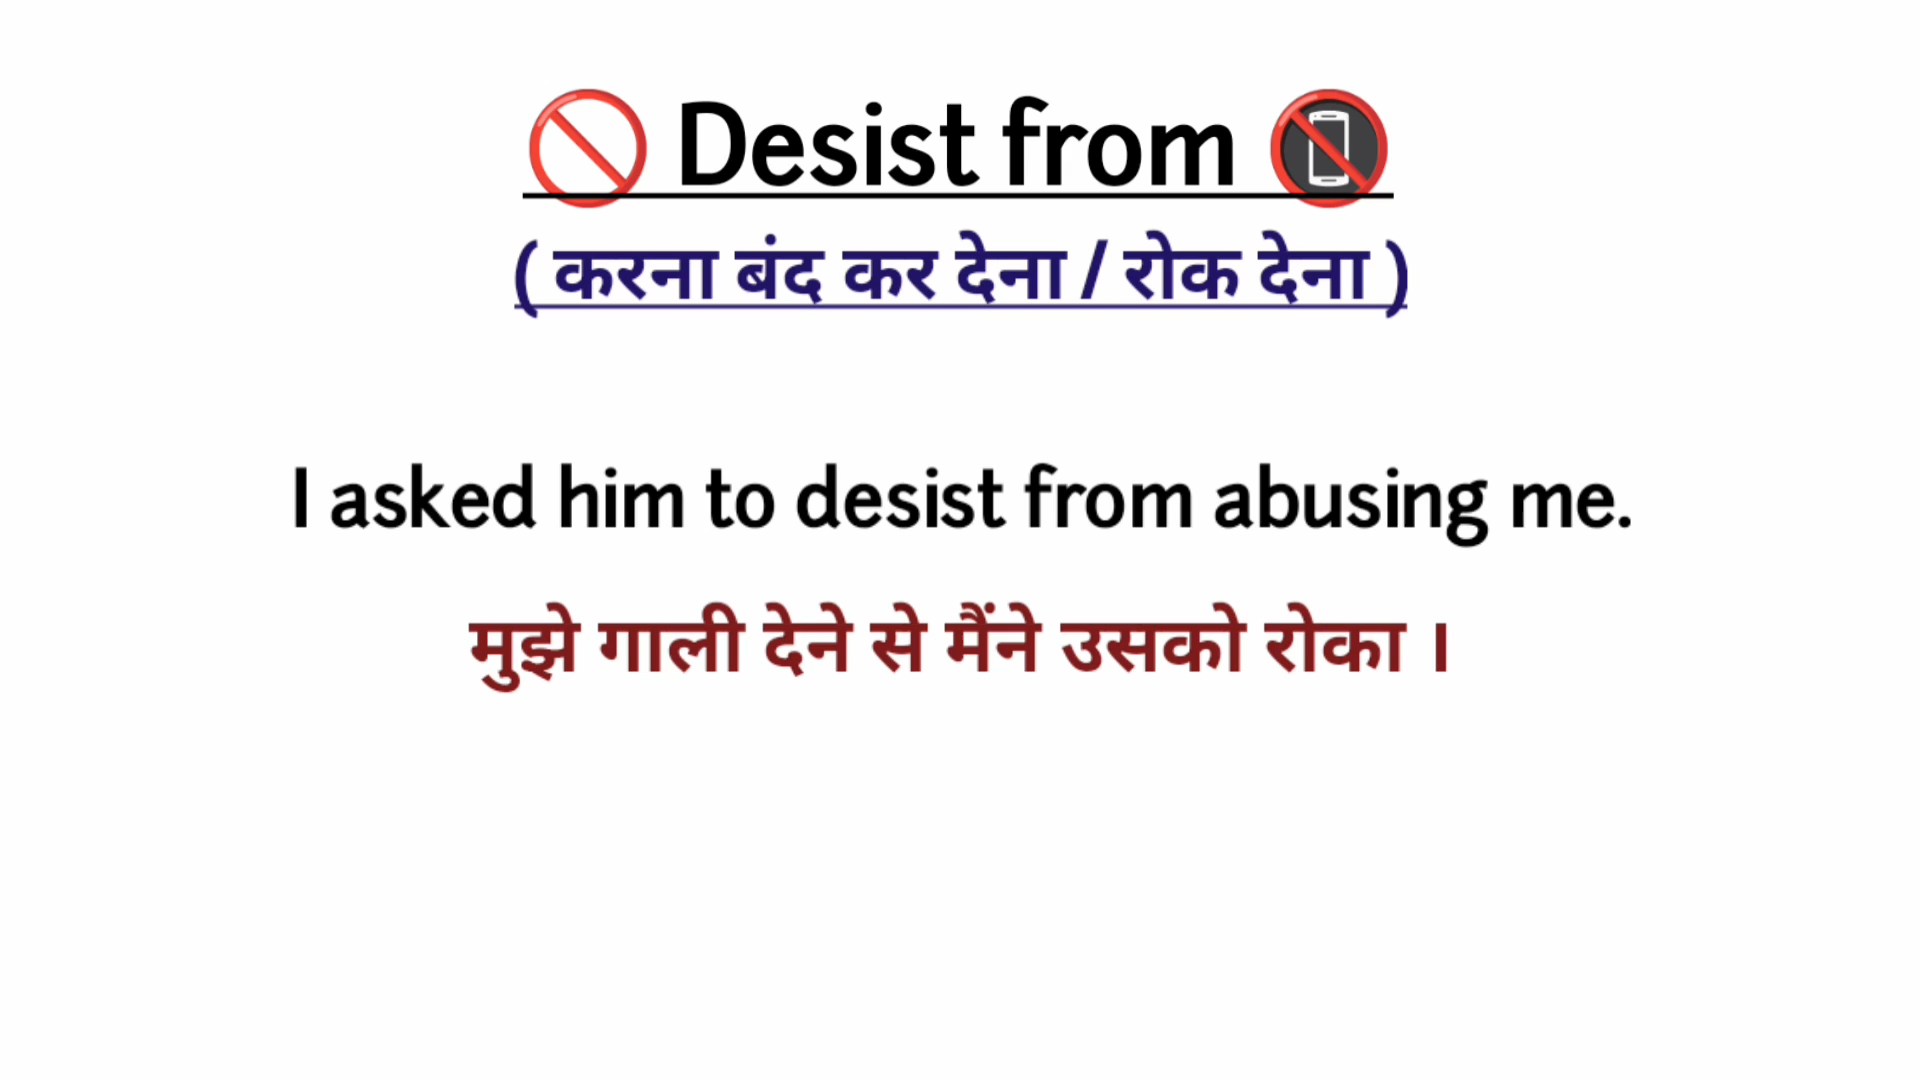 🚫 Desist from 📵
( करना बंद कर देना / रोक देना )
I asked him to desist from abusing me.
मुझे गाली देने से मैंने उसको रोका ।